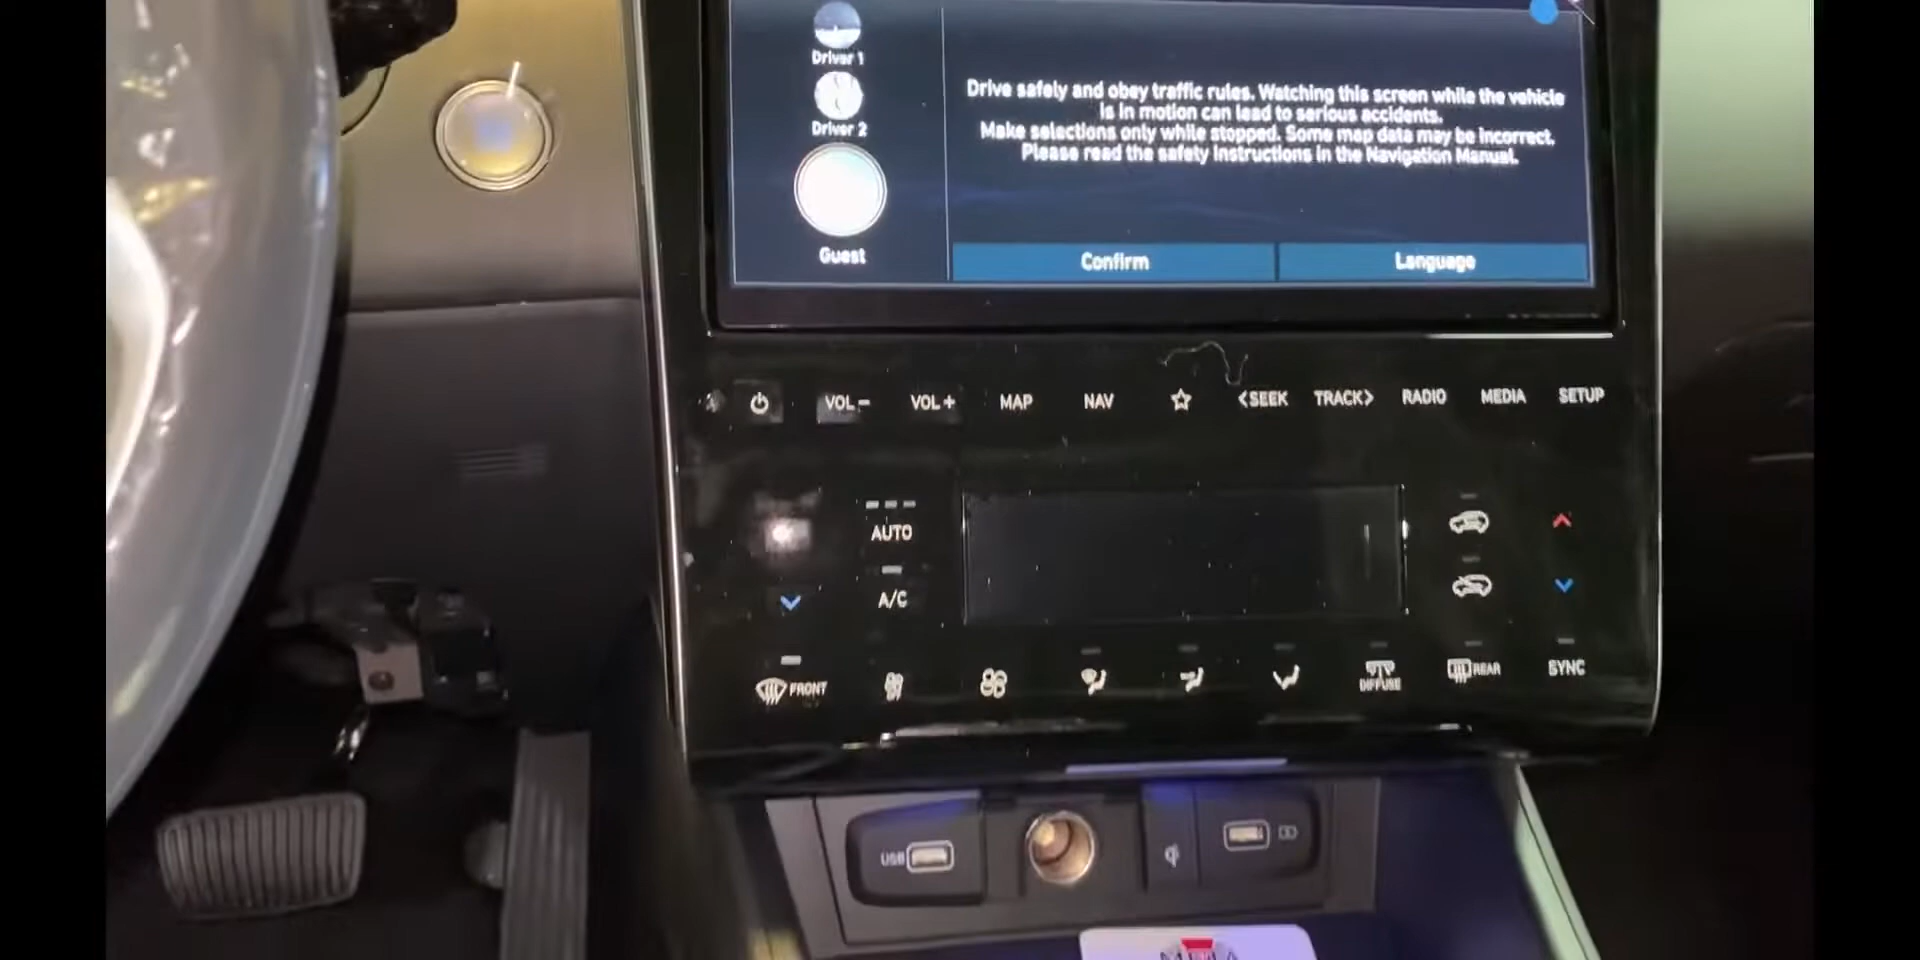 Driver 1
Driver 2
Guest
Drive safely and obey traffic rules. Watching this screen while the vehicle
is in motion can lead to serious accidents.
Make selections only while stopped. Some map data may be incorrect.
Please read the safety instructions in the Navigation Manual.
Confirm
Language
VOL- VOL+ MAP NAV <SEEK TRACK> RADIO MEDIA SETUP
AUTO
A/C
FRONT
DIFFUSE
REAR
SYNC
USB